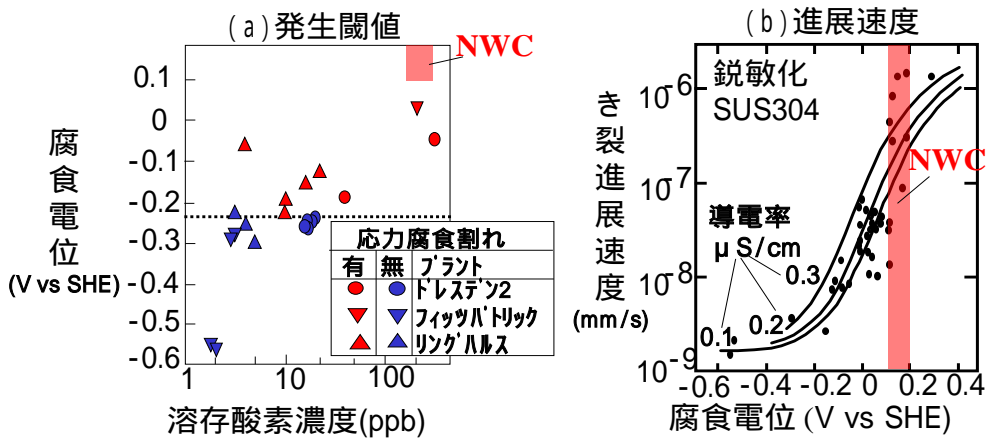 (a)発生閾値
NWC
0.1
0
-0.1
-0.2
-0.3
-0.4
-0.5
-0.6
腐食電位
(V vs SHE)
応力腐食割れ
有 無 プラント
ドレスデン2
フィッツパトリック
リングハルス
1 10 100
溶存酸素濃度(ppb)
(b)進展速度
鋭敏化
SUS304
NWC
導電率
μS/cm
0.3
0.2
0.1
10-6
10-7
10-8
10-9
き裂進展速度
(mm/s)
-0.6 -0.4 -0.2 0 0.2 0.4
腐食電位(V vs SHE)